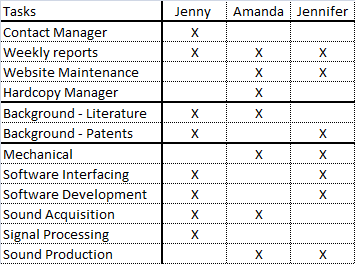 Tasks Jenny Amanda Jennifer
Contact Manager X
Weekly reports X X X
Website Maintenance X X
Hardcopy Manager X
Background - Literature X X
Background - Patents X X
Mechanical X X
Software Interfacing X X
Software Development X X
Sound Acquisition X X
Signal Processing X
Sound Production X X